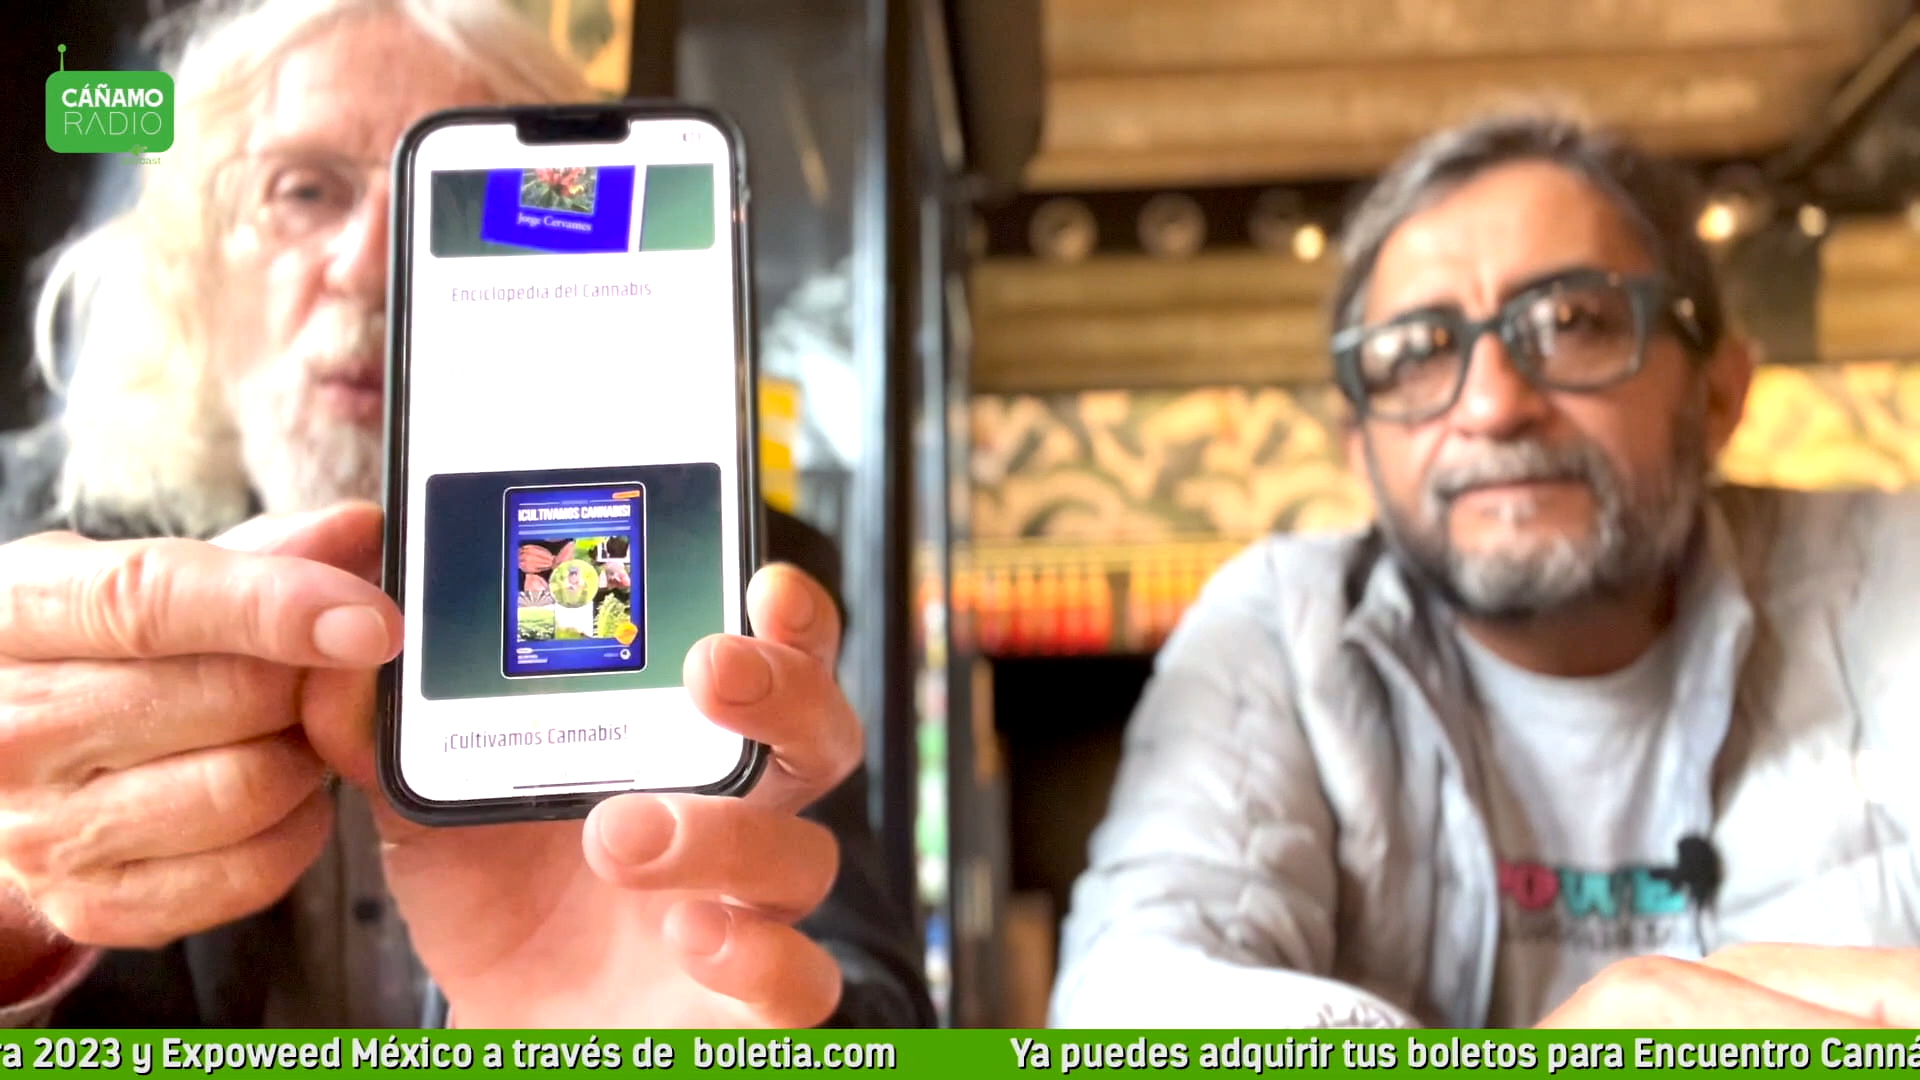 CÁÑAMO
RADIO
Jorge Cervantes
Enciclopedia del Cannabis
¡CULTIVAMOS CANNABIS!
¡Cultivamos Cannabis!
ra 2023 y Expoweed México a través de boletia.com Ya puedes adquirir tus boletos para Encuentro Canná